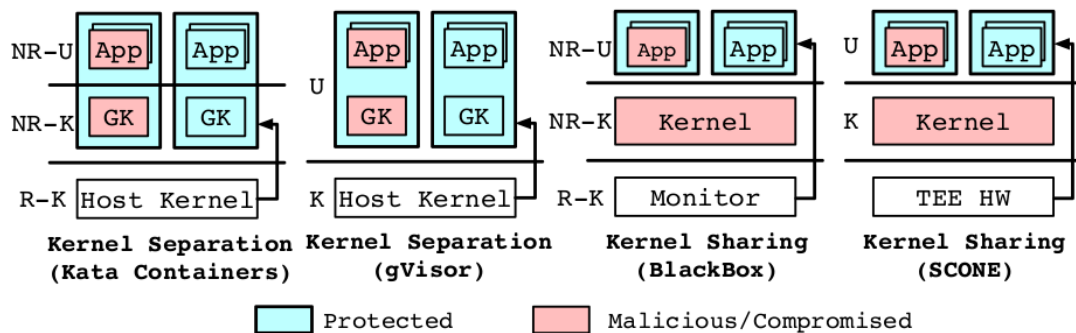 NR-U App App
NR-K GK GK
R-K Host Kernel
Kernel Separation
(Kata Containers)
U App App
GK GK
K Host Kernel
Kernel Separation
(gVisor)
NR-U App App
NR-K Kernel
R-K Monitor
Kernel Sharing
(BlackBox)
U App App
K Kernel
TEE HW
Kernel Sharing
(SCONE)
Protected
Malicious/Compromised